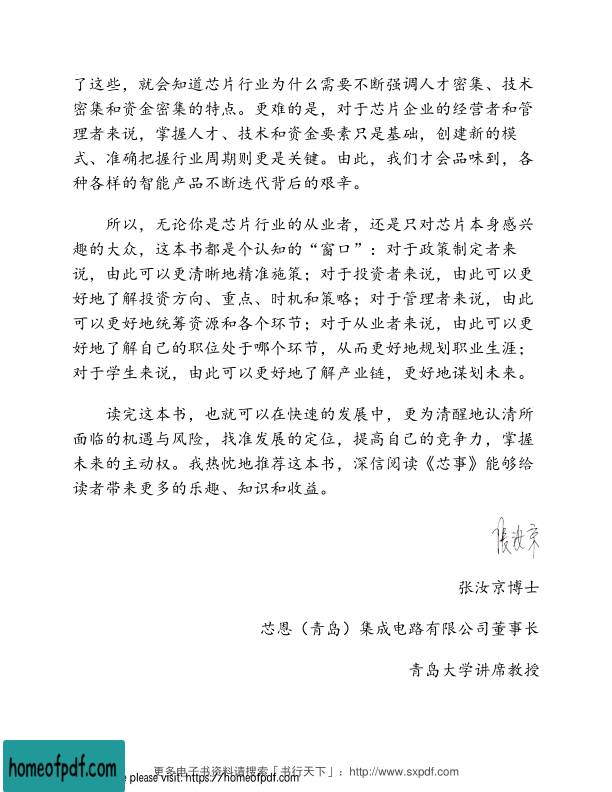 了这些，就会知道芯片行业为什么需要不断强调人才密集、技术
密集和资金密集的特点。更难的是，对于芯片企业的经营者和管
理者来说，掌握人才、技术和资金要素只是基础，创建新的模
式、准确把握行业周期则更是关键。由此，我们才会品味到，各
种各样的智能产品不断迭代背后的艰辛。
所以，无论你是芯片行业的从业者，还是只对芯片本身感兴
趣的大众，这本书都是个认知的“窗口”：对于政策制定者来
说，由此可以更清晰地精准施策；对于投资者来说，由此可以更
好地了解投资方向、重点、时机和策略；对于管理者来说，由此
可以更好地统筹资源和各个环节；对于从业者来说，由此可以更
好地了解自己的职位处于哪个环节，从而更好地规划职业生涯；
对于学生来说，由此可以更好地了解产业链，更好地谋划未来。
读完这本书，也就可以在快速的发展中，更为清醒地认清所
面临的机遇与风险，找准发展的定位，提高自己的竞争力，掌握
未来的主动权。我热忱地推荐这本书，深信阅读《芯事》能够给
读者带来更多的乐趣、知识和收益。
張汝京
张汝京博士
芯恩（青岛）集成电路有限公司董事长
青岛大学讲席教授
更多电子书资料请搜索「书行天下」：http://www.sxpdf.com
homeofpdf.com
please visit: https://homeofpdf.com